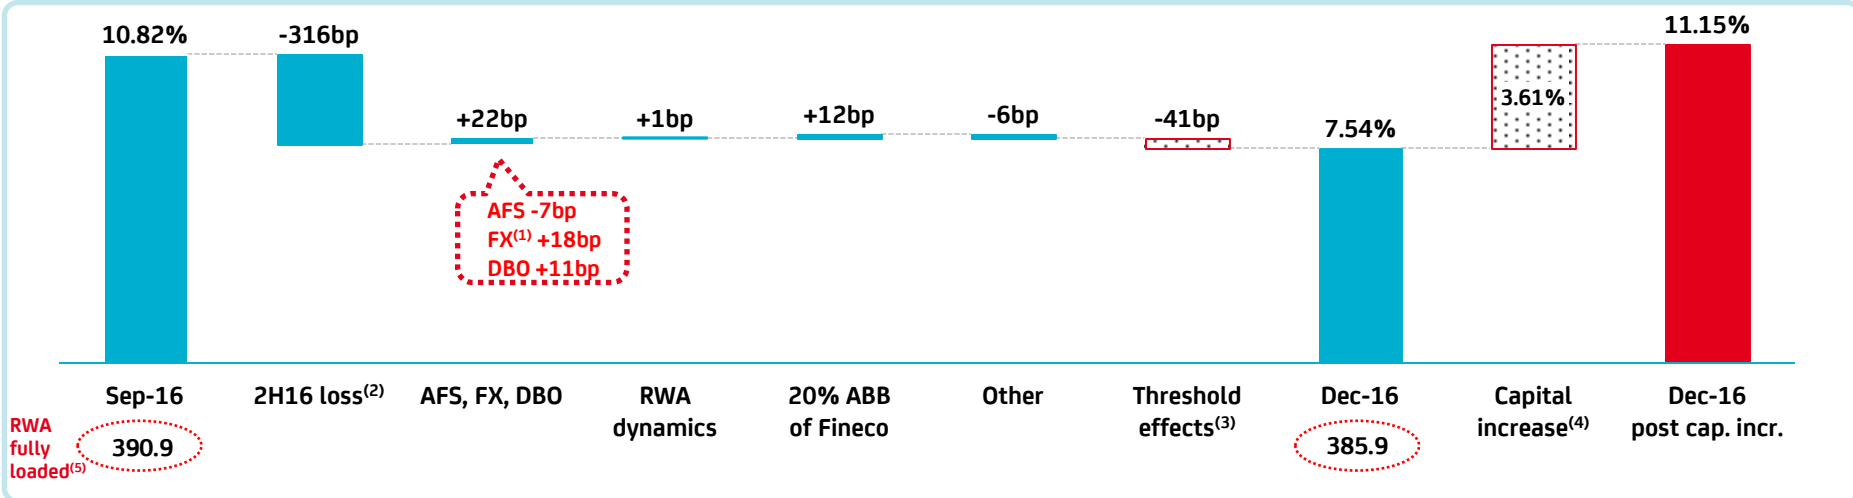 10.82%
-316bp
+22bp
+1bp
+12bp
-6bp
-41bp
7.54%
3.61%
11.15%
AFS -7bp
FX(1) +18bp
DBO +11bp
Sep-16
2H16 loss(2)
AFS, FX, DBO
RWA
dynamics
20% ABB
of Fineco
Other
Threshold
effects(3)
Dec-16
Capital
increase(4)
Dec-16
post cap. incr.
RWA
fully
loaded(5)
390.9
385.9